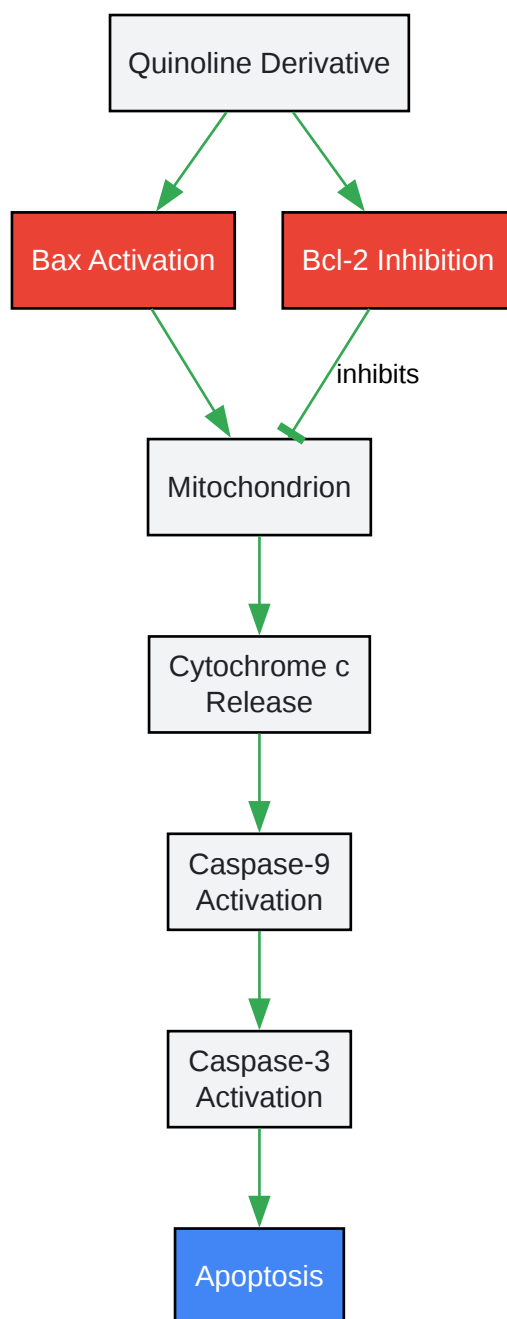 Quinoline Derivative
Bax Activation
Bcl-2 Inhibition
inhibits
Mitochondrion
Cytochrome c
Release
Caspase-9
Activation
Caspase-3
Activation
Apoptosis